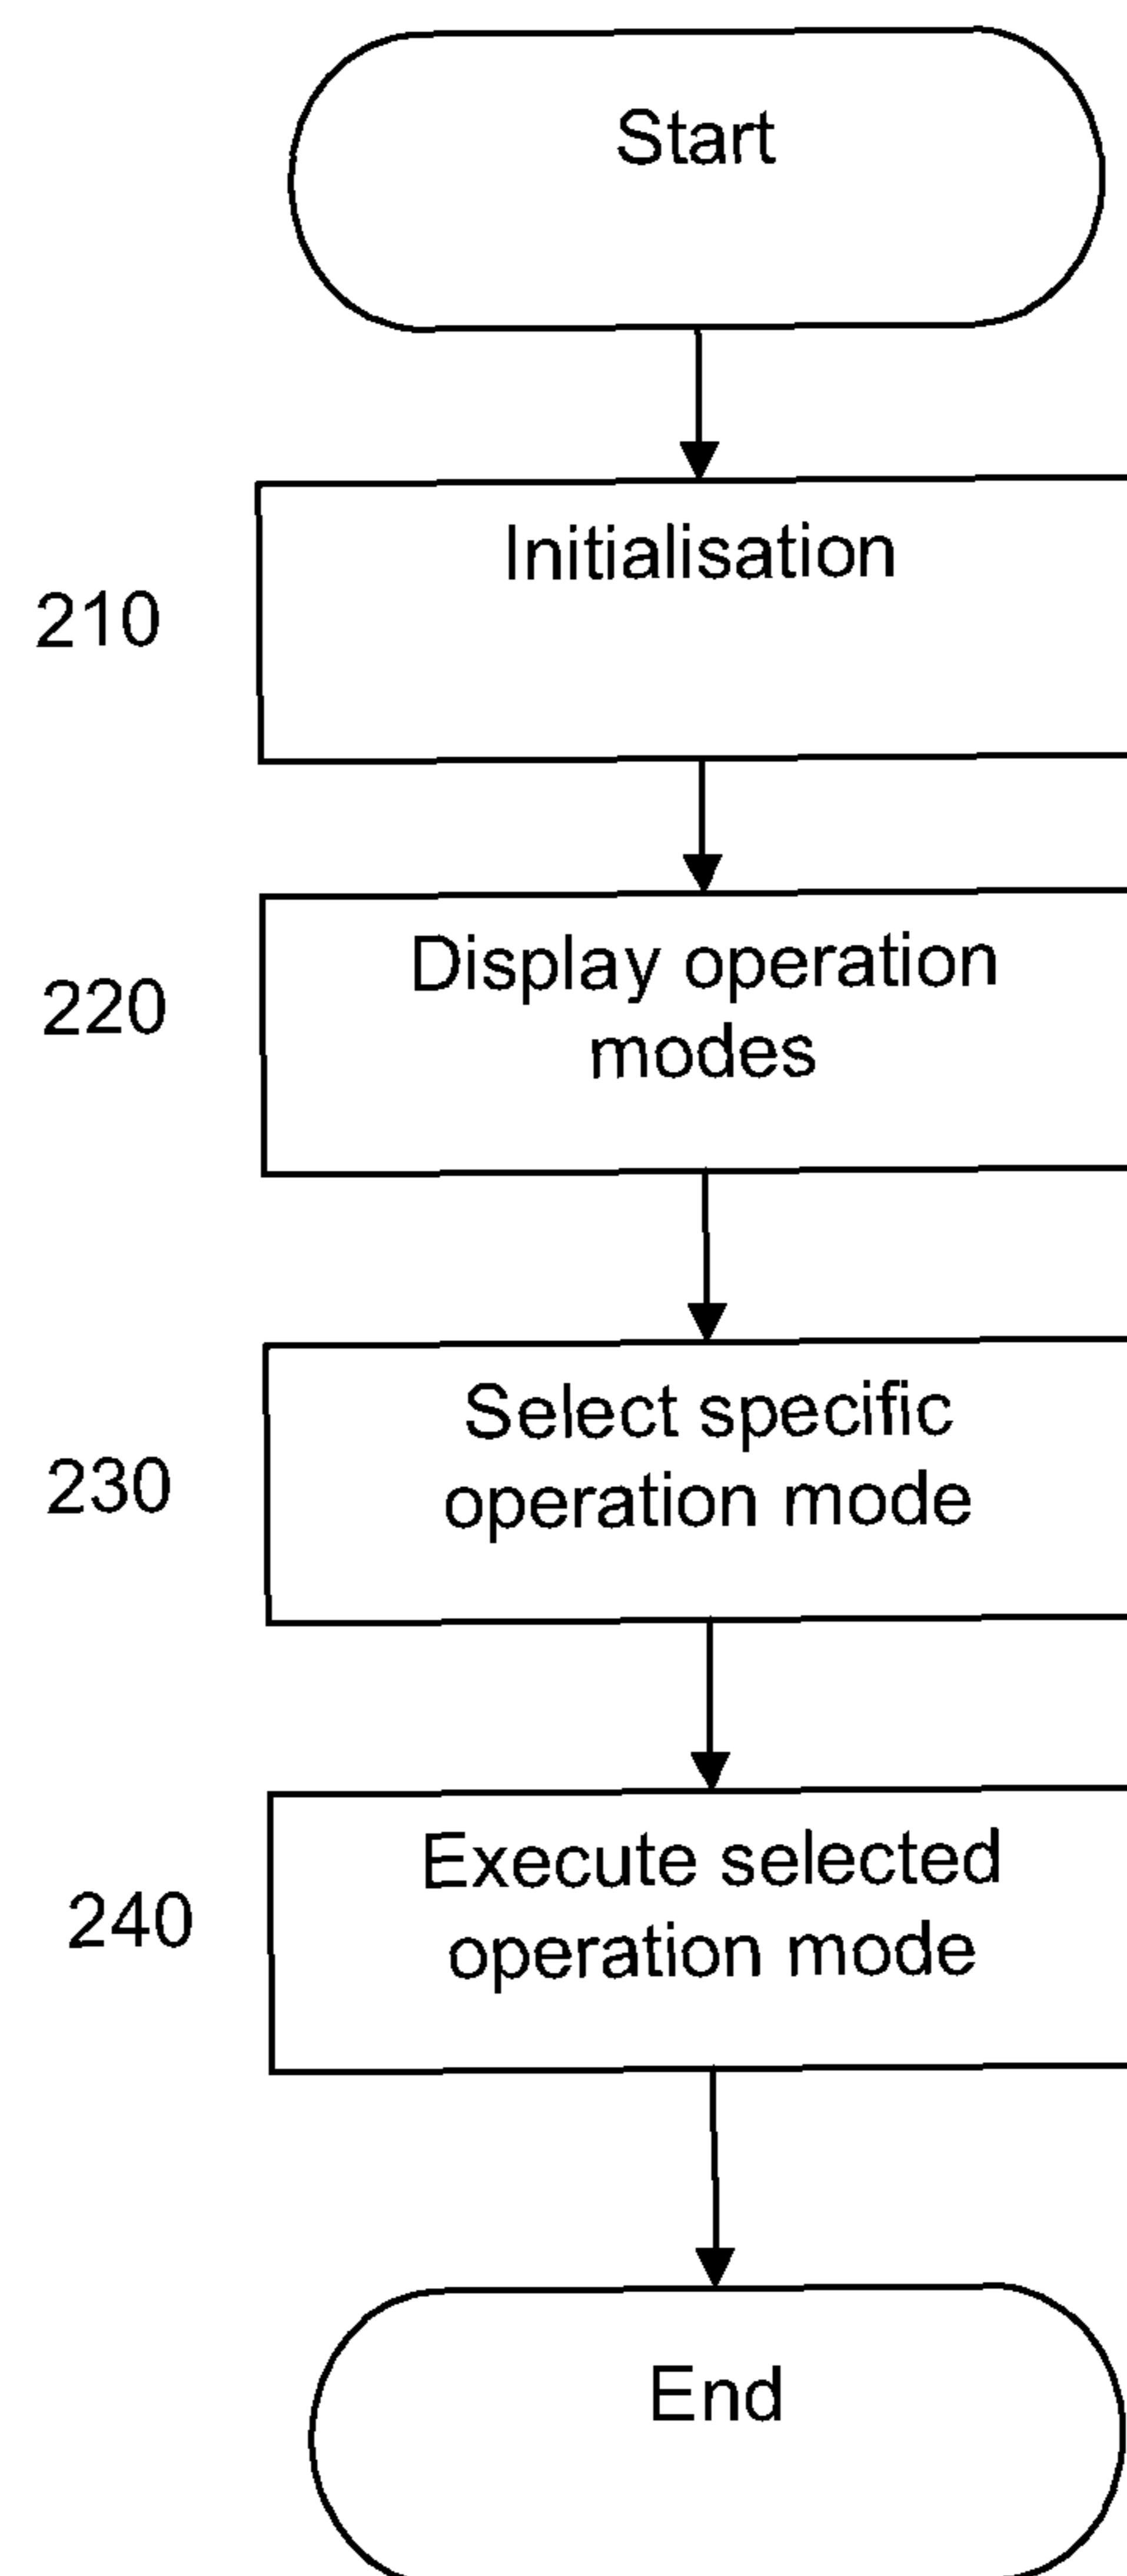 Start
Initialisation
210
Display operation
modes
220
Select specific
operation mode
230
Execute selected
operation mode
240
End